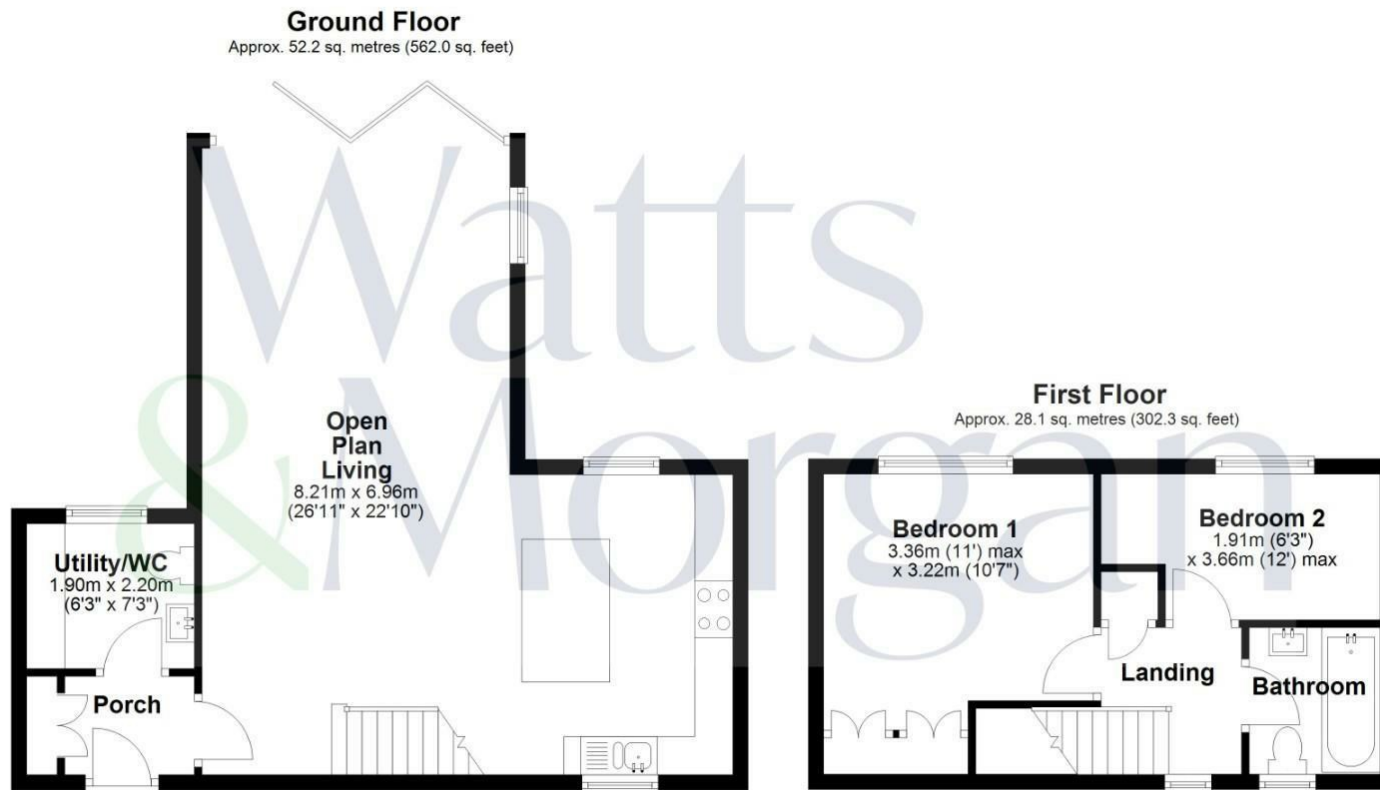 Ground Floor
Approx. 52.2 sq. metres (562.0 sq. feet)
Watts
& Morgan
Open
Plan
Living
8.21m x 6.96m
(26'11" x 22'10")
Utility/WC
1.90m x 2.20m
(6'3" x 7'3")
Porch
First Floor
Approx. 28.1 sq. metres (302.3 sq. feet)
Bedroom 1
3.36m (11') max
x 3.22m (10'7")
Bedroom 2
1.91m (6'3")
x 3.66m (12') max
Landing
Bathroom